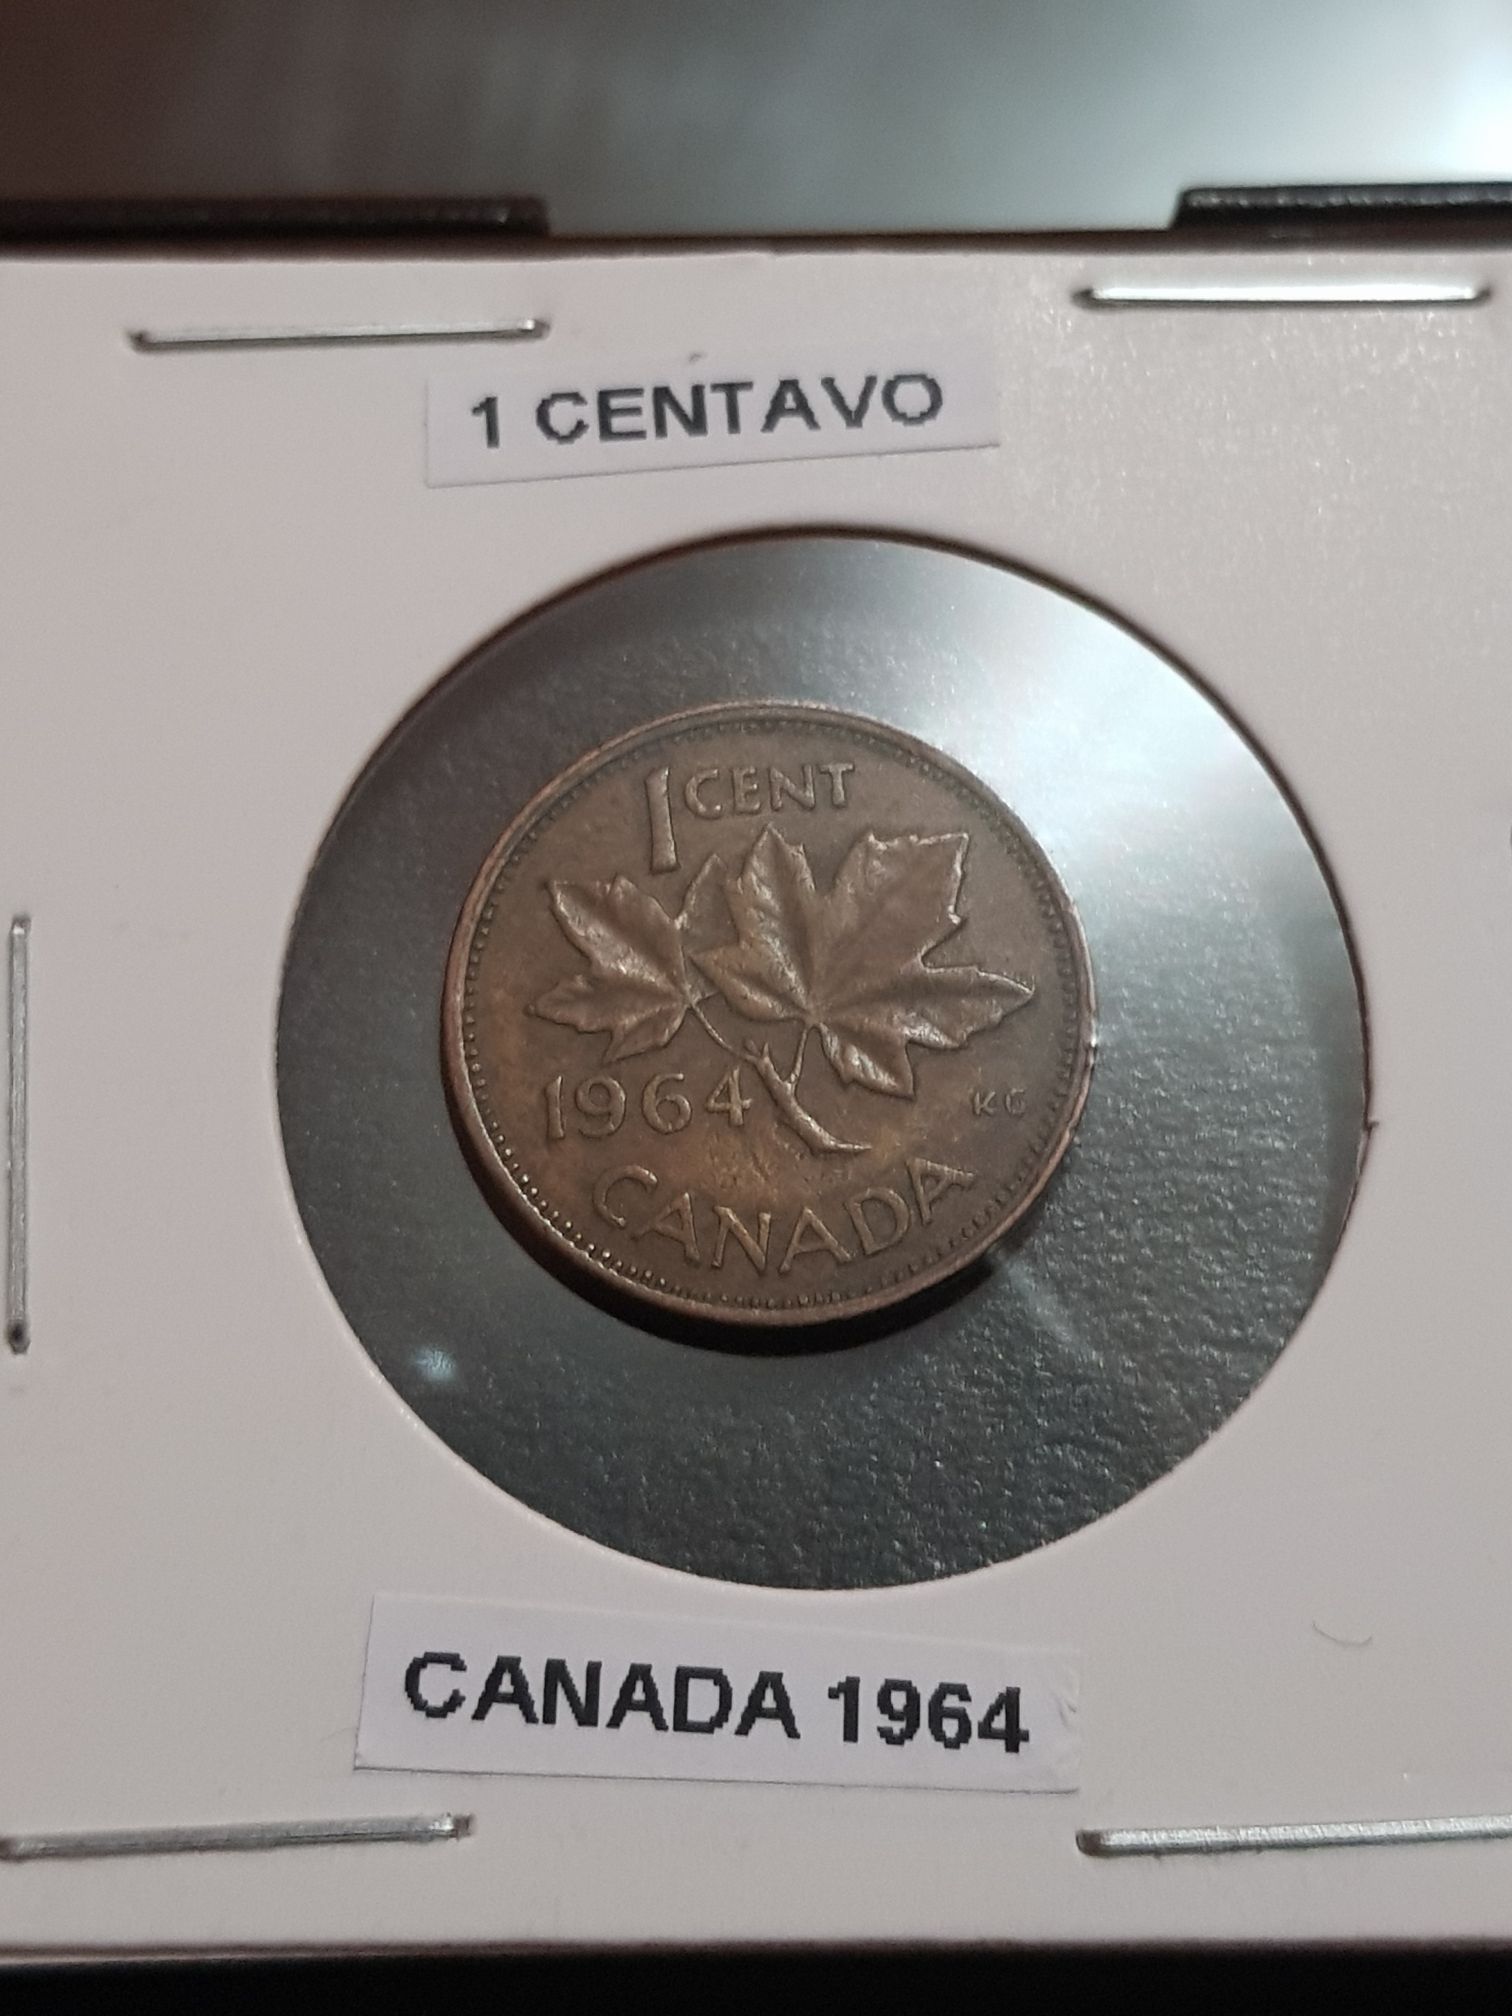 1 CENTAVO
1 CENT
1964
KG
CANADA
CANADA 1964